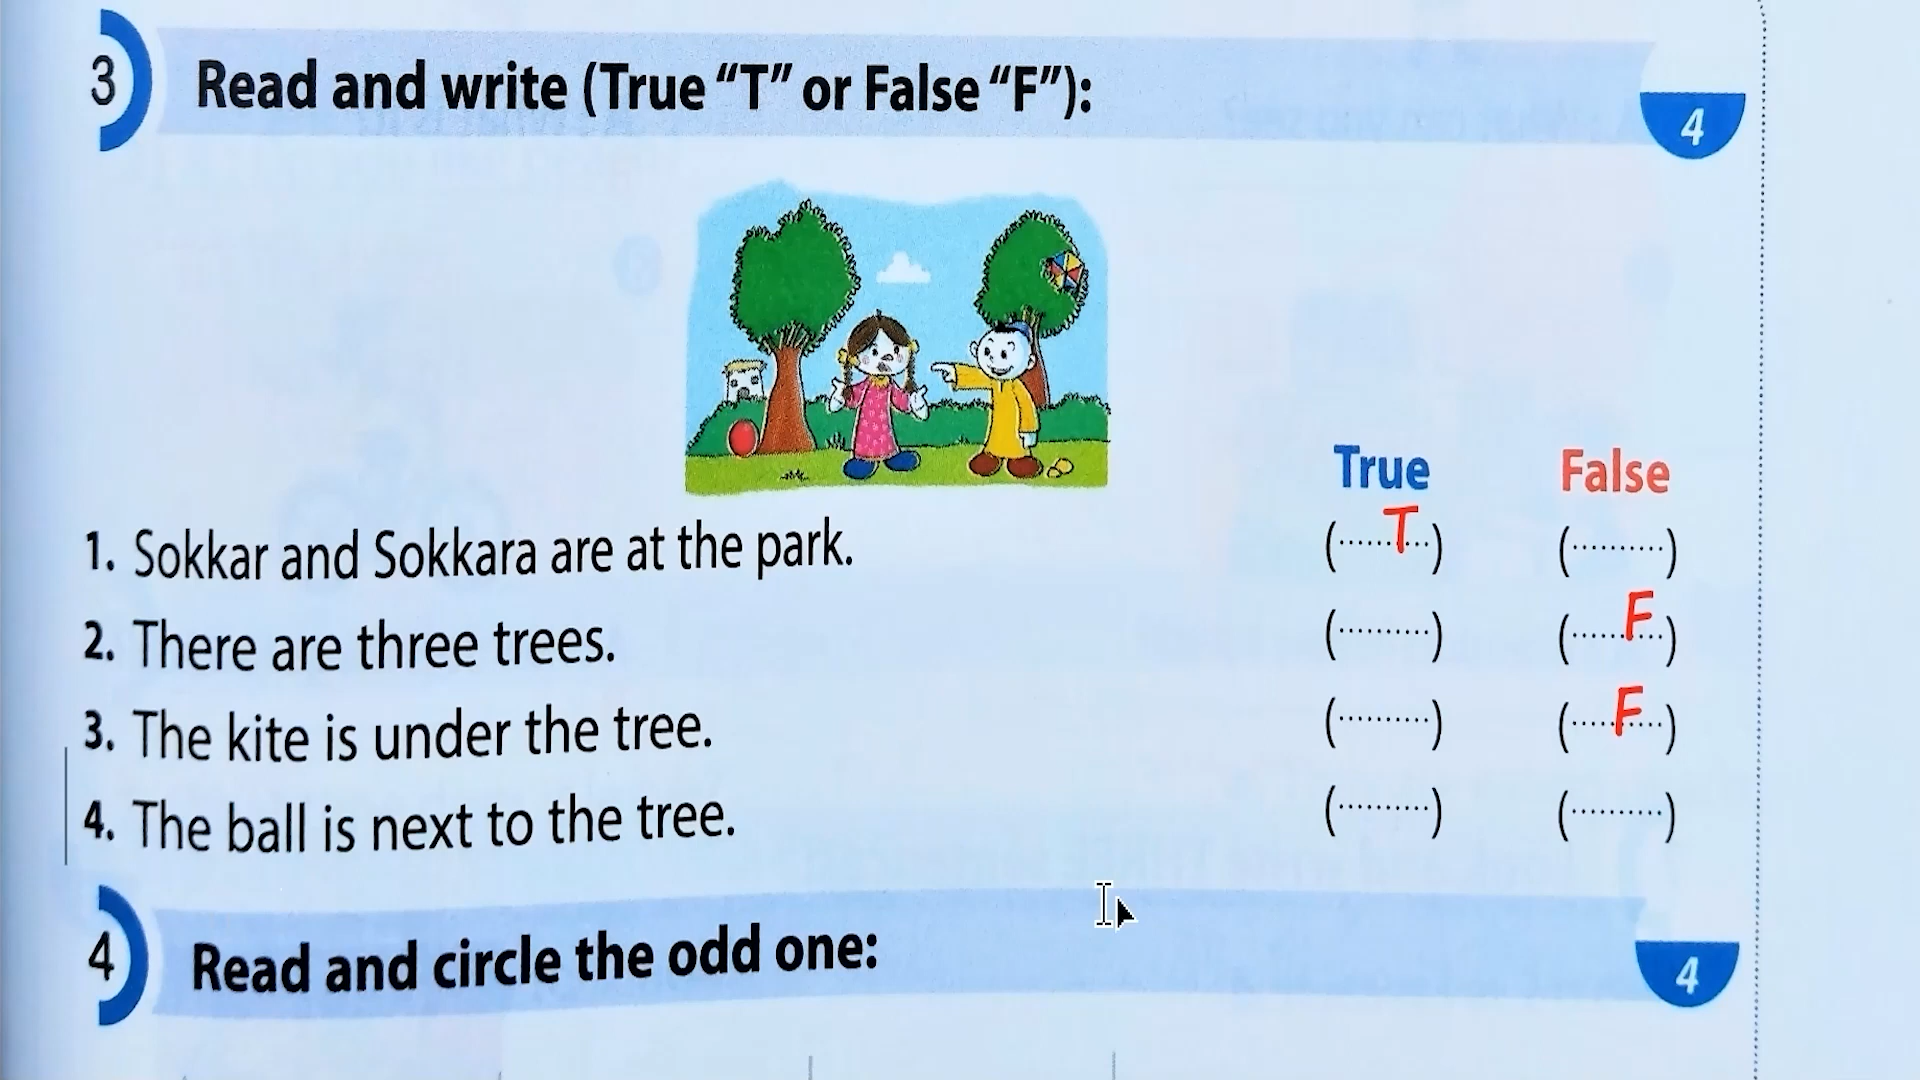 3 Read and write (True “T” or False “F”): 4
True False
1. Sokkar and Sokkara are at the park. (......T...) (..........)
2. There are three trees. (..........) (......F...)
3. The kite is under the tree. (..........) (......F...)
4. The ball is next to the tree. (..........) (..........)
4 Read and circle the odd one: 4